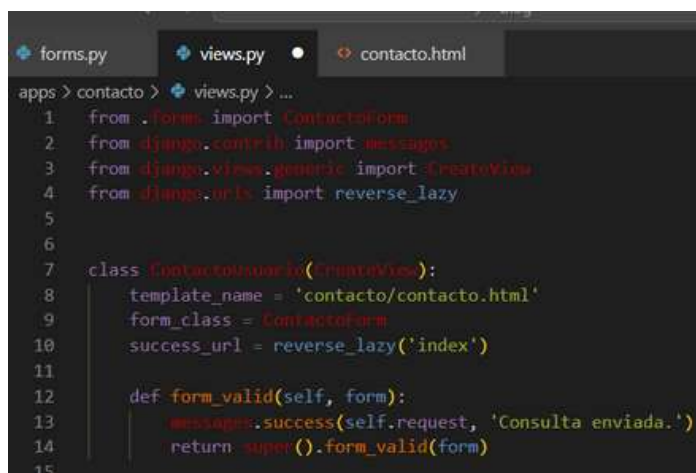 forms.py
views.py
contacto.html
apps > contacto > views.py > ...
1 from .forms import ContactoForm
2 from django.contrib import messages
3 from django.views.generic import CreateView
4 from django.urls import reverse_lazy
5
6
7 class ContactoUsuario(CreateView):
8 template_name = 'contacto/contacto.html'
9 form_class = ContactoForm
10 success_url = reverse_lazy('index')
11
12 def form_valid(self, form):
13 messages.success(self.request, 'Consulta enviada.')
14 return super().form_valid(form)
15